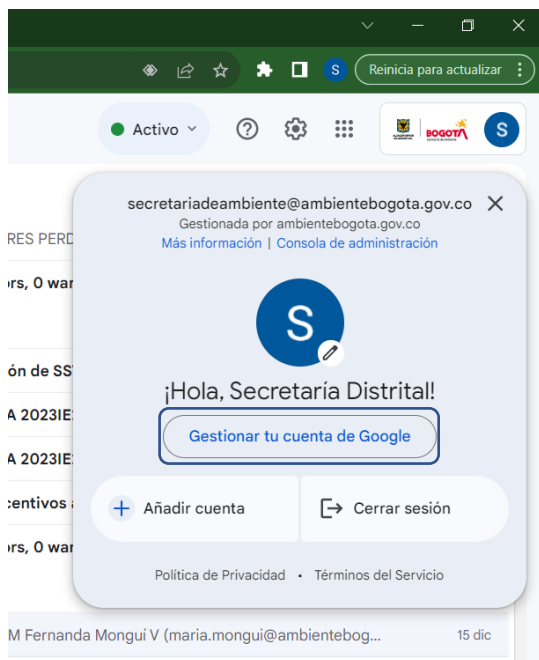 S
Reinicia para actualizar
Activo
BOGOTÁ
S
secretariadeambiente@ambientebogota.gov.co
Gestionada por ambientebogota.gov.co
RES PERD
Más información | Consola de administración
rs, 0 war
S
ón de SS
¡Hola, Secretaría Distrital!
A 2023IE
Gestionar tu cuenta de Google
A 2023IE
centivos
Añadir cuenta
Cerrar sesión
ors, 0 war
Política de Privacidad • Términos del Servicio
M Fernanda Monguí V (maria.mongui@ambientebog...
15 dic